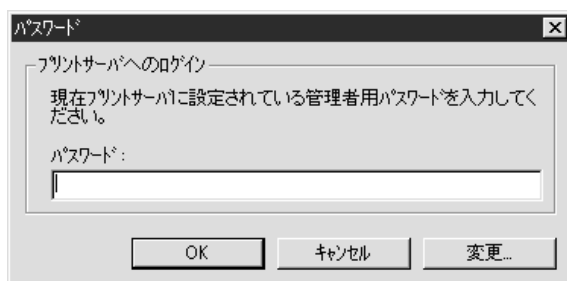 ﾊﾟｽﾜｰﾄﾞ
ﾌﾟﾘﾝﾄｻｰﾊﾞへのﾛｸﾞｲﾝ
現在ﾌﾟﾘﾝﾄｻｰﾊﾞに設定されている管理者用ﾊﾟｽﾜｰﾄﾞを入力してく
ださい。
ﾊﾟｽﾜｰﾄﾞ:
OK ｷｬﾝｾﾙ 変更...